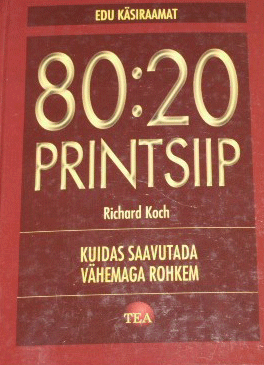 EDU KÄSIRAAMAT
80:20
PRINTSIIP
Richard Koch
KUIDAS SAAVUTADA
VÄHEMAGA ROHKEM
TEA